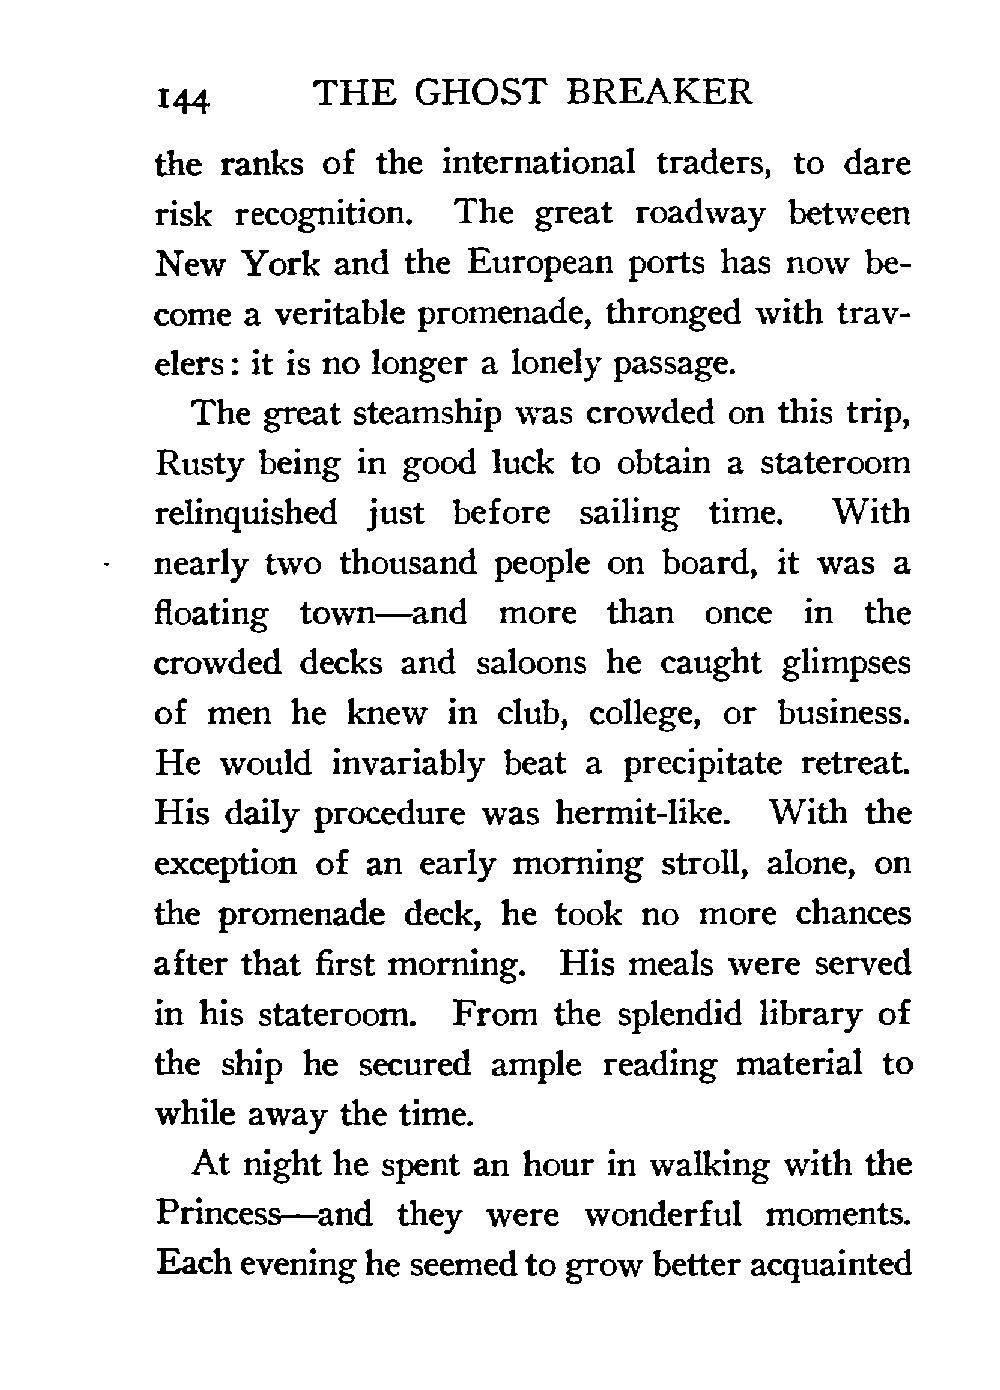 144 THE GHOST BREAKER
the ranks of the international traders, to dare
risk recognition. The great roadway between
New York and the European ports has now be-
come a veritable promenade, thronged with trav-
elers: it is no longer a lonely passage.
The great steamship was crowded on this trip,
Rusty being in good luck to obtain a stateroom
relinquished just before sailing time. With
nearly two thousand people on board, it was a
floating town—and more than once in the
crowded decks and saloons he caught glimpses
of men he knew in club, college, or business.
He would invariably beat a precipitate retreat.
His daily procedure was hermit-like. With the
exception of an early morning stroll, alone, on
the promenade deck, he took no more chances
after that first morning. His meals were served
in his stateroom. From the splendid library of
the ship he secured ample reading material to
while away the time.
At night he spent an hour in walking with the
Princess—and they were wonderful moments.
Each evening he seemed to grow better acquainted